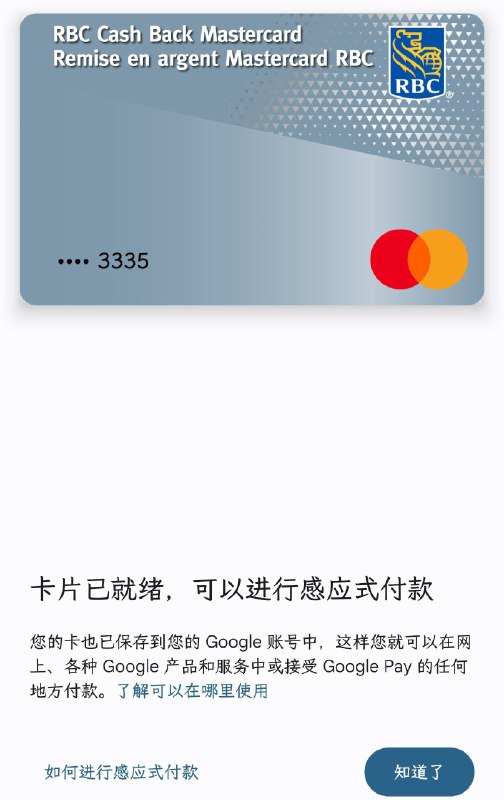 RBC Cash Back Mastercard
Remise en argent Mastercard RBC
RBC
®
•••• 3335
卡片已就绪，可以进行感应式付款
您的卡也已保存到您的 Google 账号中，这样您就可以在网
上、各种 Google 产品和服务中或接受 Google Pay 的任何
地方付款。了解可以在哪里使用
如何进行感应式付款
知道了